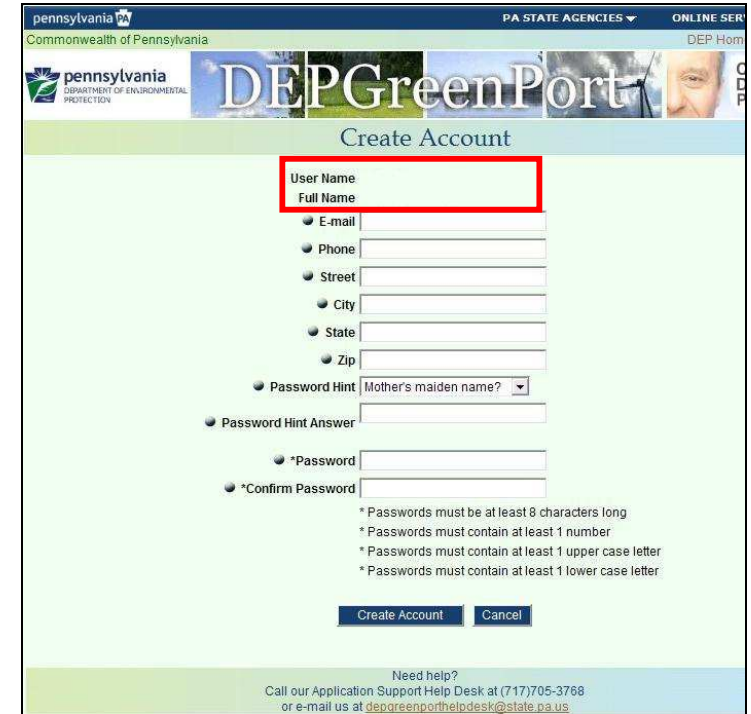 pennsylvania PA PA STATE AGENCIES ONLINE SER
Commonwealth of Pennsylvania DEP Hom
pennsylvania
DEPARTMENT OF ENVIRONMENTAL
PROTECTION
DEPGreenPort
Create Account
User Name
Full Name
E-mail
Phone
Street
City
State
Zip
Password Hint Mother's maiden name?
Password Hint Answer
*Password
*Confirm Password
* Passwords must be at least 8 characters long
* Passwords must contain at least 1 number
* Passwords must contain at least 1 upper case letter
* Passwords must contain at least 1 lower case letter
Create Account Cancel
Need help?
Call our Application Support Help Desk at (717)705-3768
or e-mail us at depgreenporthelpdesk@state.pa.us